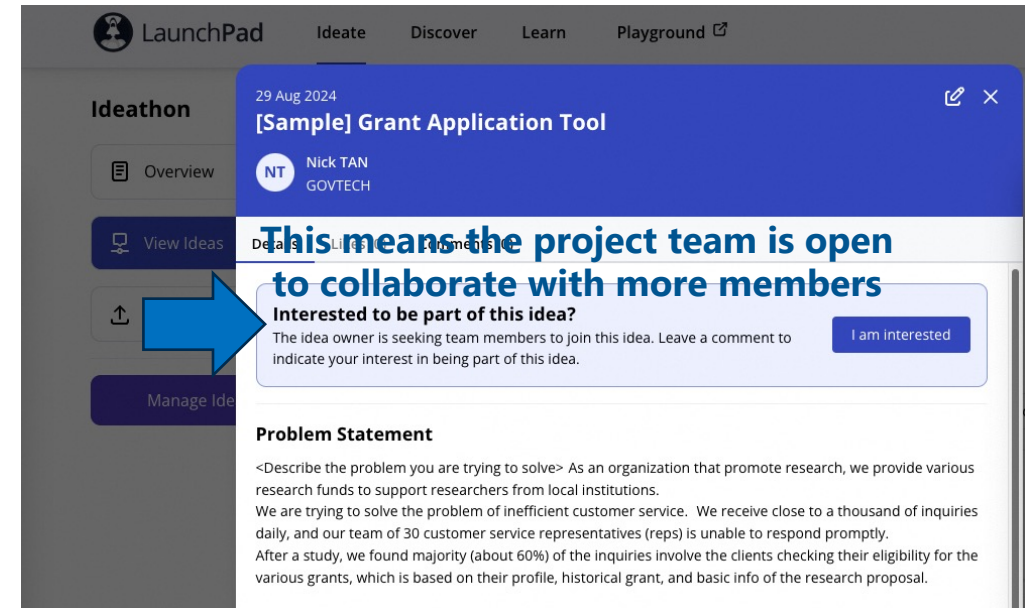 LaunchPad Ideate Discover Learn Playground
Ideathon
29 Aug 2024
[Sample] Grant Application Tool
NT
Nick TAN
GOVTECH
Overview
View Ideas
Manage Ide
This means the project team is open
to collaborate with more members
Interested to be part of this idea?
The idea owner is seeking team members to join this idea. Leave a comment to
indicate your interest in being part of this idea.
I am interested
Problem Statement
<Describe the problem you are trying to solve> As an organization that promote research, we provide various
research funds to support researchers from local institutions.
We are trying to solve the problem of inefficient customer service. We receive close to a thousand of inquiries
daily, and our team of 30 customer service representatives (reps) is unable to respond promptly.
After a study, we found majority (about 60%) of the inquiries involve the clients checking their eligibility for the
various grants, which is based on their profile, historical grant, and basic info of the research proposal.